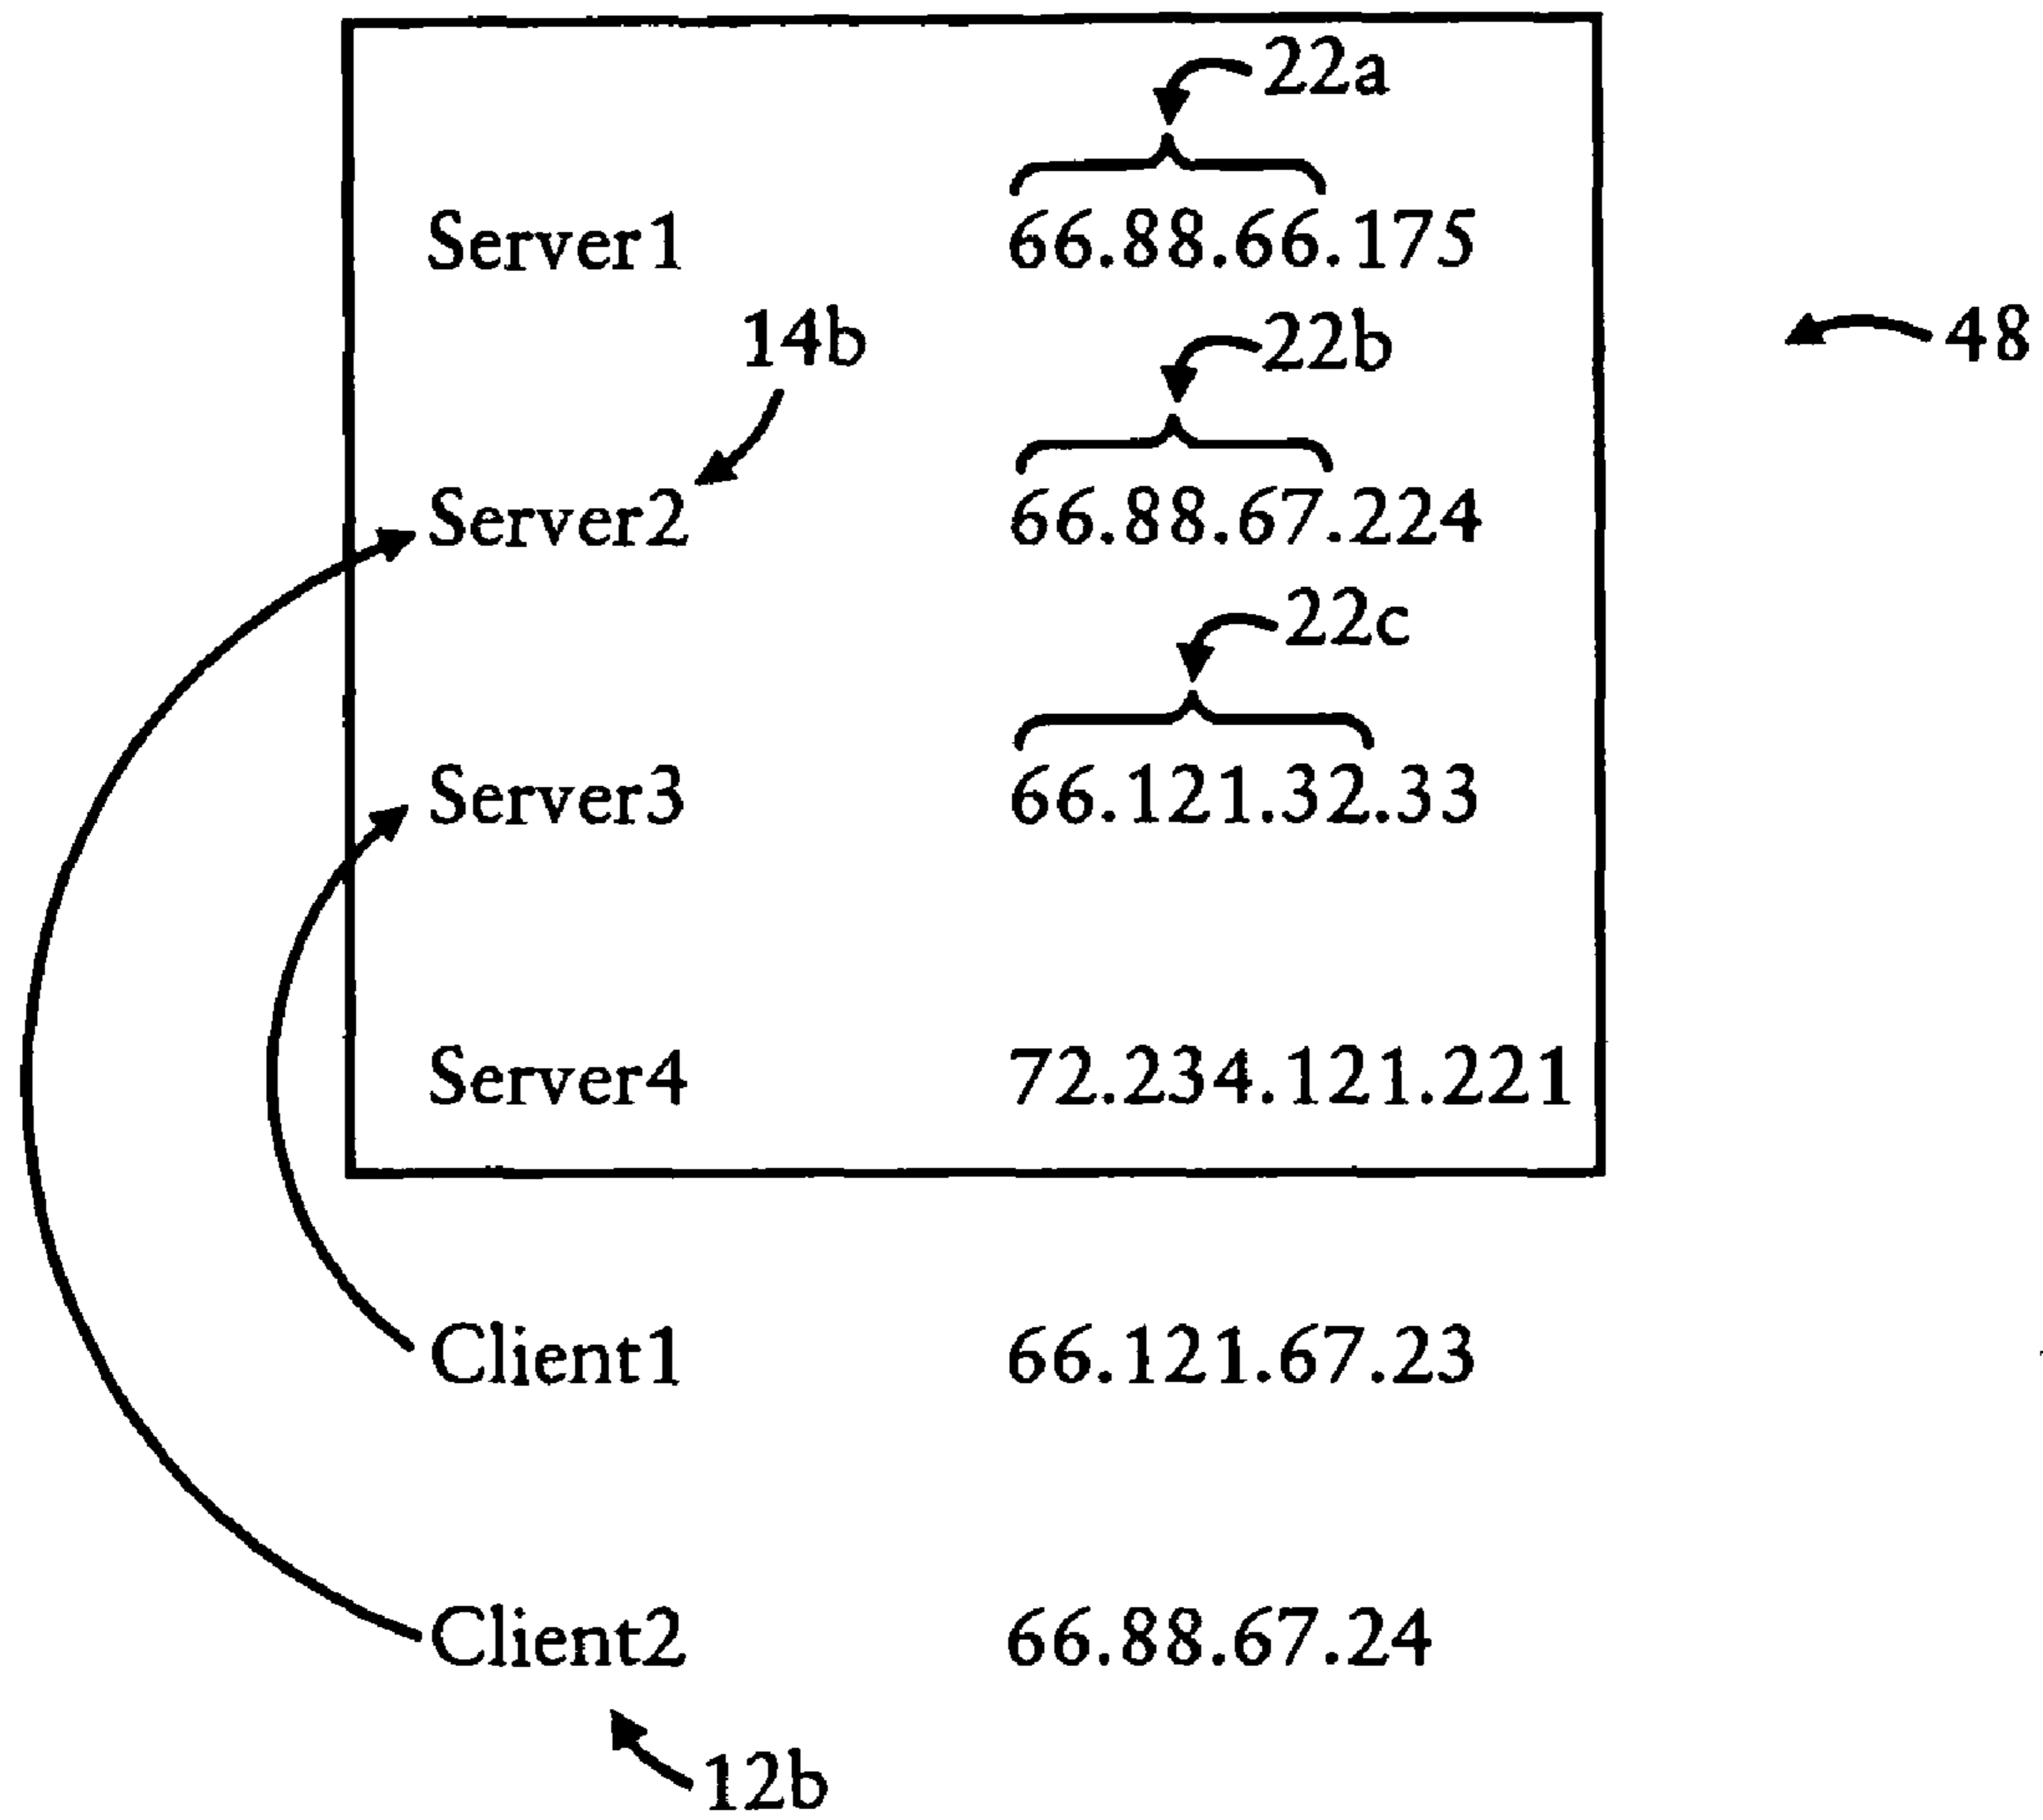 22a
Server1 66.88.66.175
14b 22b 48
Server2 66.88.67.224
22c
Server3 66.121.32.33
Server4 72.234.121.221
Client1 66.121.67.23
Client2 66.88.67.24
12b